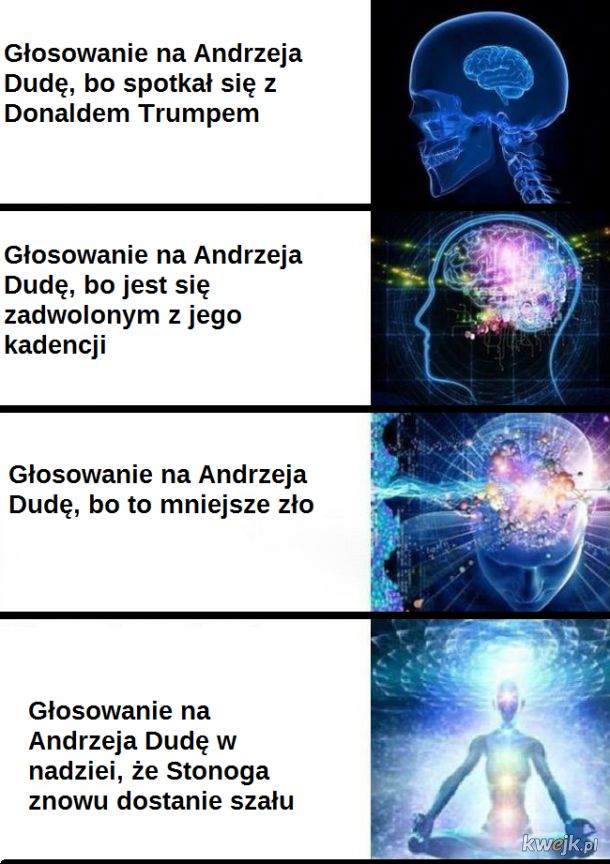 Głosowanie na Andrzeja
Dudę, bo spotkał się z
Donaldem Trumpem
Głosowanie na Andrzeja
Dudę, bo jest się
zadwolonym z jego
kadencji
Głosowanie na Andrzeja
Dudę, bo to mniejsze zło
Głosowanie na
Andrzeja Dudę w
nadziei, że Stonoga
znowu dostanie szału
kwejk.pl